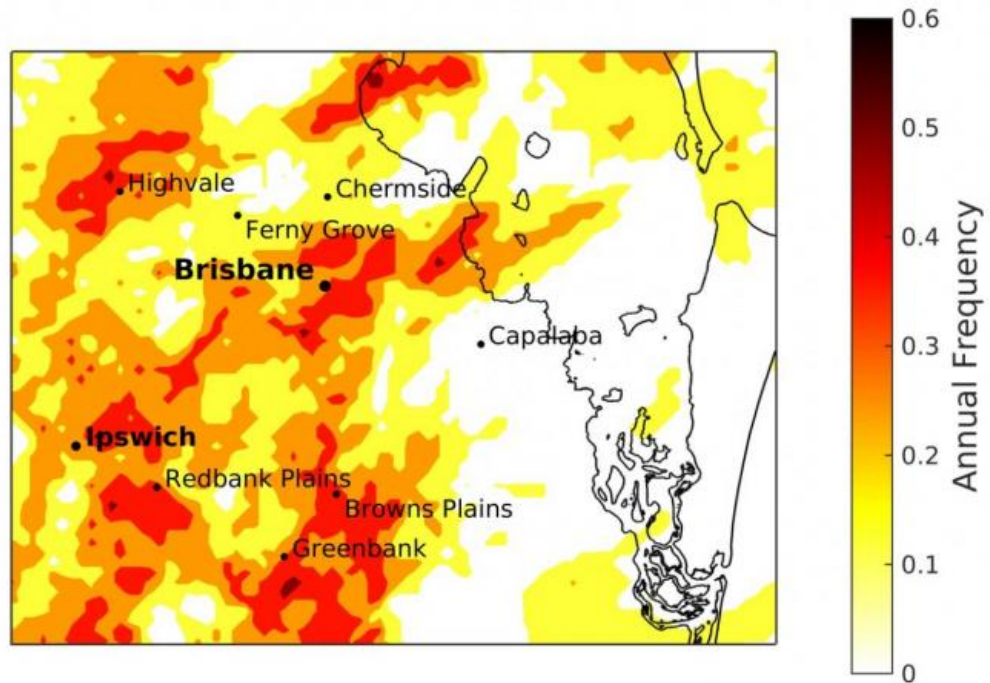 Highvale
Chermside
Ferny Grove
Brisbane
Capalaba
Ipswich
Redbank Plains
Browns Plains
Greenbank
0.6
0.5
0.4
0.3
0.2
0.1
0
Annual Frequency